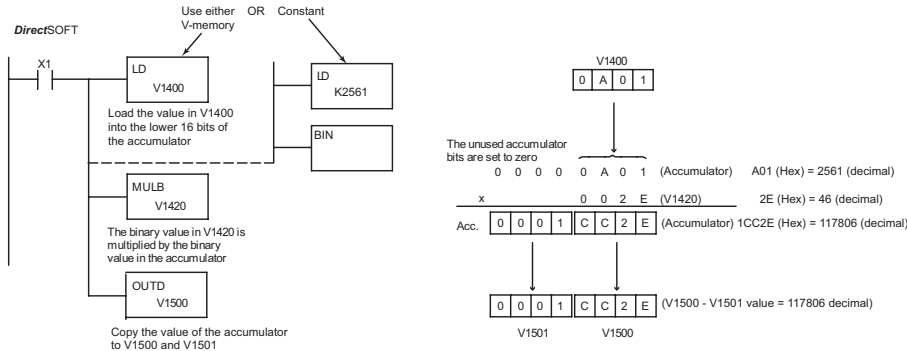 Use either OR Constant
V-memory
DirectSOFT
X1
LD
V1400
LD
K2561
Load the value in V1400
into the lower 16 bits of
the accumulator
BIN
MULB
V1420
The binary value in V1420 is
multiplied by the binary
value in the accumulator
OUTD
V1500
Copy the value of the accumulator
to V1500 and V1501
V1400
0 A 0 1
The unused accumulator
bits are set to zero
0 0 0 0 0 A 0 1 (Accumulator) A01 (Hex) = 2561 (decimal)
x 0 0 2 E (V1420) 2E (Hex) = 46 (decimal)
Acc. 0 0 0 1 C C 2 E (Accumulator) 1CC2E (Hex) = 117806 (decimal)
0 0 0 1 C C 2 E (V1500 - V1501 value = 117806 decimal)
V1501 V1500